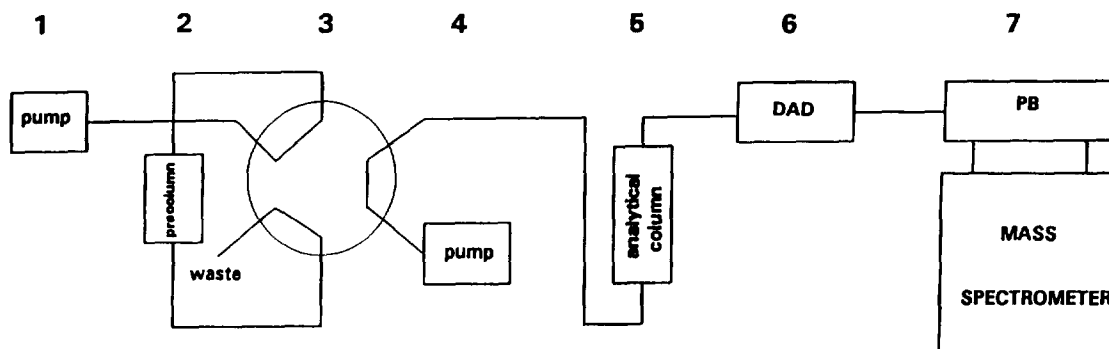 1 2 3 4 5 6 7
pump
precolumn
waste
pump
analytical
column
DAD
PB
MASS
SPECTROMETER